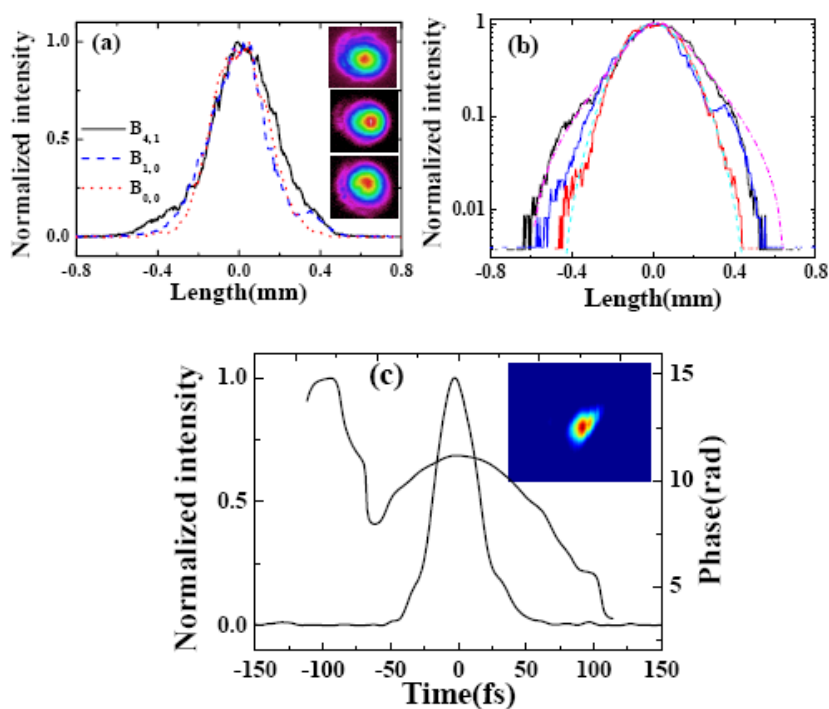 (a)
Normalized intensity
1.0
0.5
0.0
B4,1
B1,0
B0,0
-0.8 -0.4 0.0 0.4 0.8
Length(mm)
(b)
Normalized intensity
1
0.1
0.01
-0.8 -0.4 0.0 0.4 0.8
Length(mm)
(c)
Normalized intensity
1.0
0.5
0.0
15
10
5
Phase(rad)
-150 -100 -50 0 50 100 150
Time(fs)